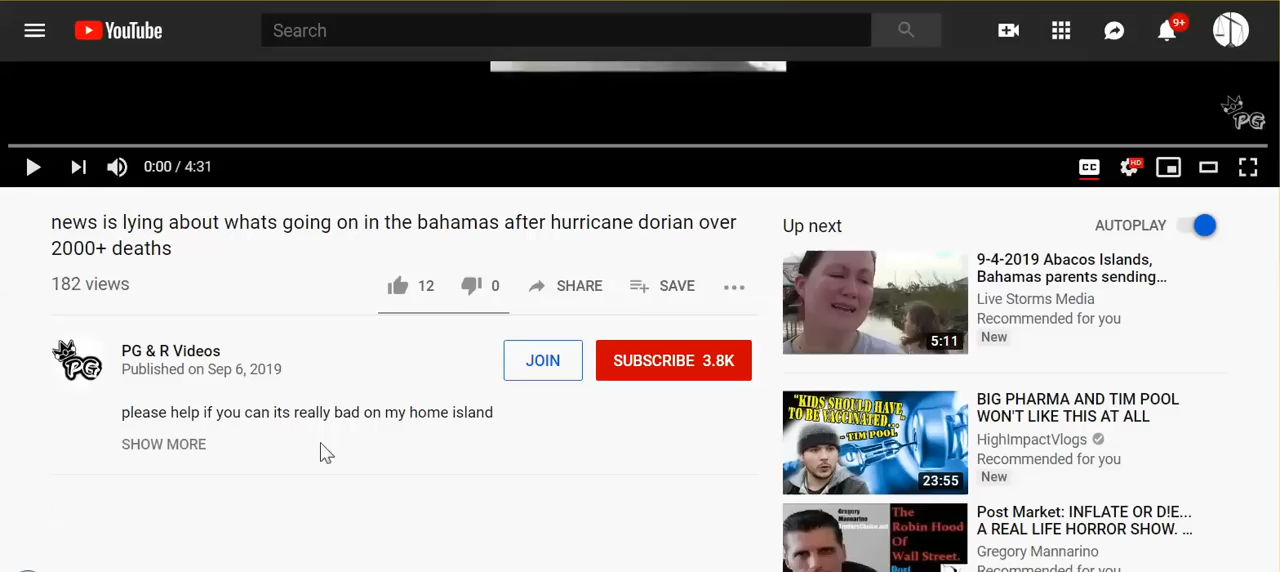 YouTube
Search
9+
PG
0:00 / 4:31
CC
HD
news is lying about whats going on in the bahamas after hurricane dorian over
2000+ deaths
182 views
12
0
SHARE
SAVE
PG
PG & R Videos
Published on Sep 6, 2019
JOIN
SUBSCRIBE 3.8K
please help if you can its really bad on my home island
SHOW MORE
Up next
AUTOPLAY
5:11
9-4-2019 Abacos Islands,
Bahamas parents sending...
Live Storms Media
Recommended for you
New
"KIDS SHOULD HAVE
TO BE VACCINATED..."
- TIM POOL
23:55
BIG PHARMA AND TIM POOL
WON'T LIKE THIS AT ALL
HighImpactVlogs
Recommended for you
New
Gregory
Mannarino
The
Robin Hood
Of
Wall Street.
Post Market: INFLATE OR D!E...
A REAL LIFE HORROR SHOW. ...
Gregory Mannarino
Recommended for you